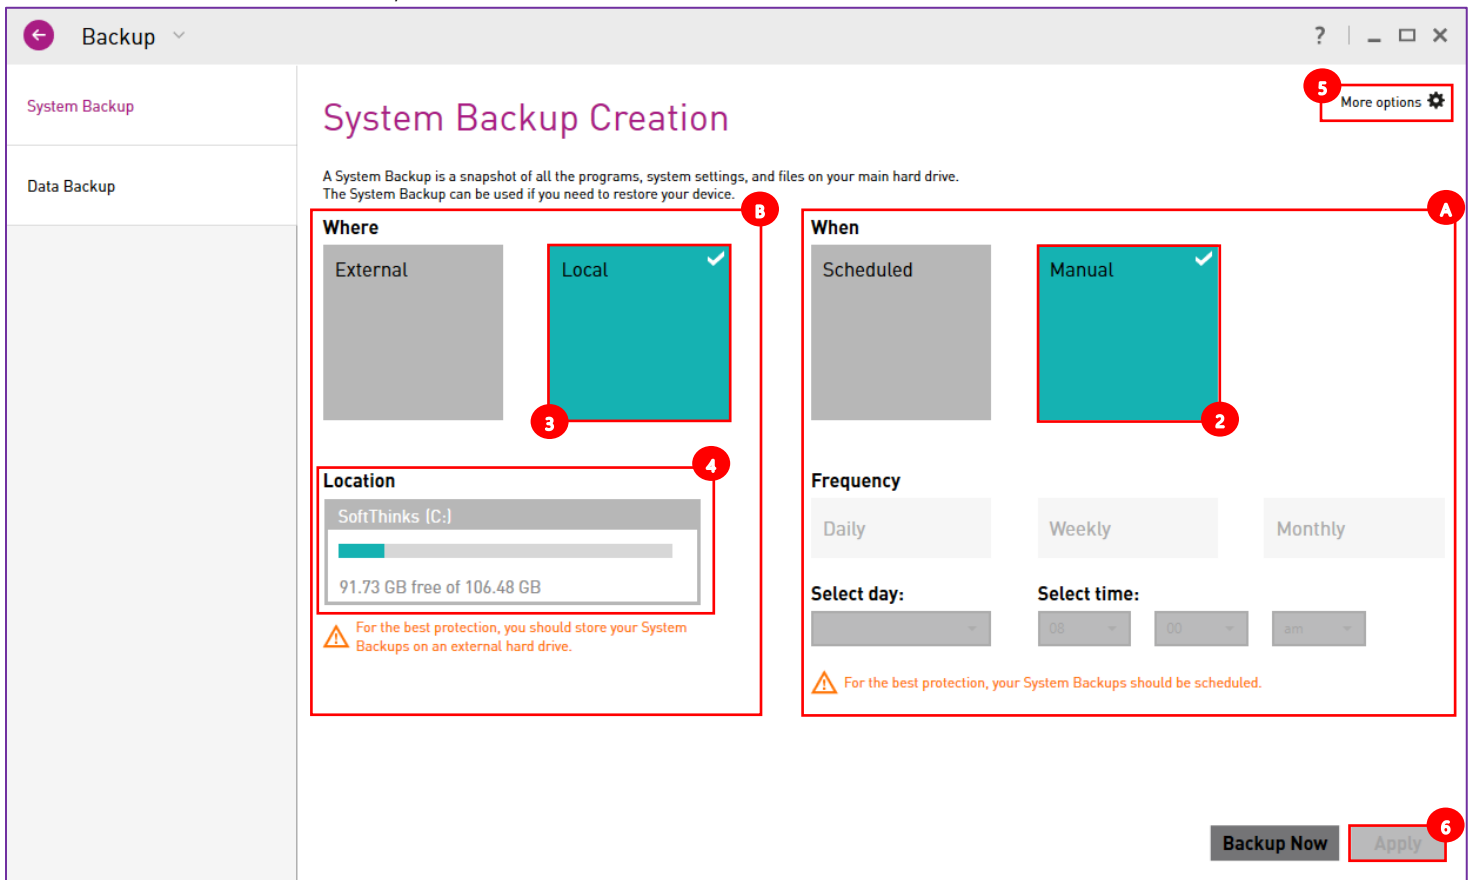 Backup
?
System Backup
Data Backup
5
More options
System Backup Creation
A System Backup is a snapshot of all the programs, system settings, and files on your main hard drive.
The System Backup can be used if you need to restore your device.
B
Where
External
Local
3
4
Location
SoftThinks (C:)
91.73 GB free of 106.48 GB
For the best protection, you should store your System
Backups on an external hard drive.
A
When
Scheduled
Manual
2
Frequency
Daily
Weekly
Monthly
Select day:
Select time:
08
00
am
For the best protection, your System Backups should be scheduled.
Backup Now
Apply
6